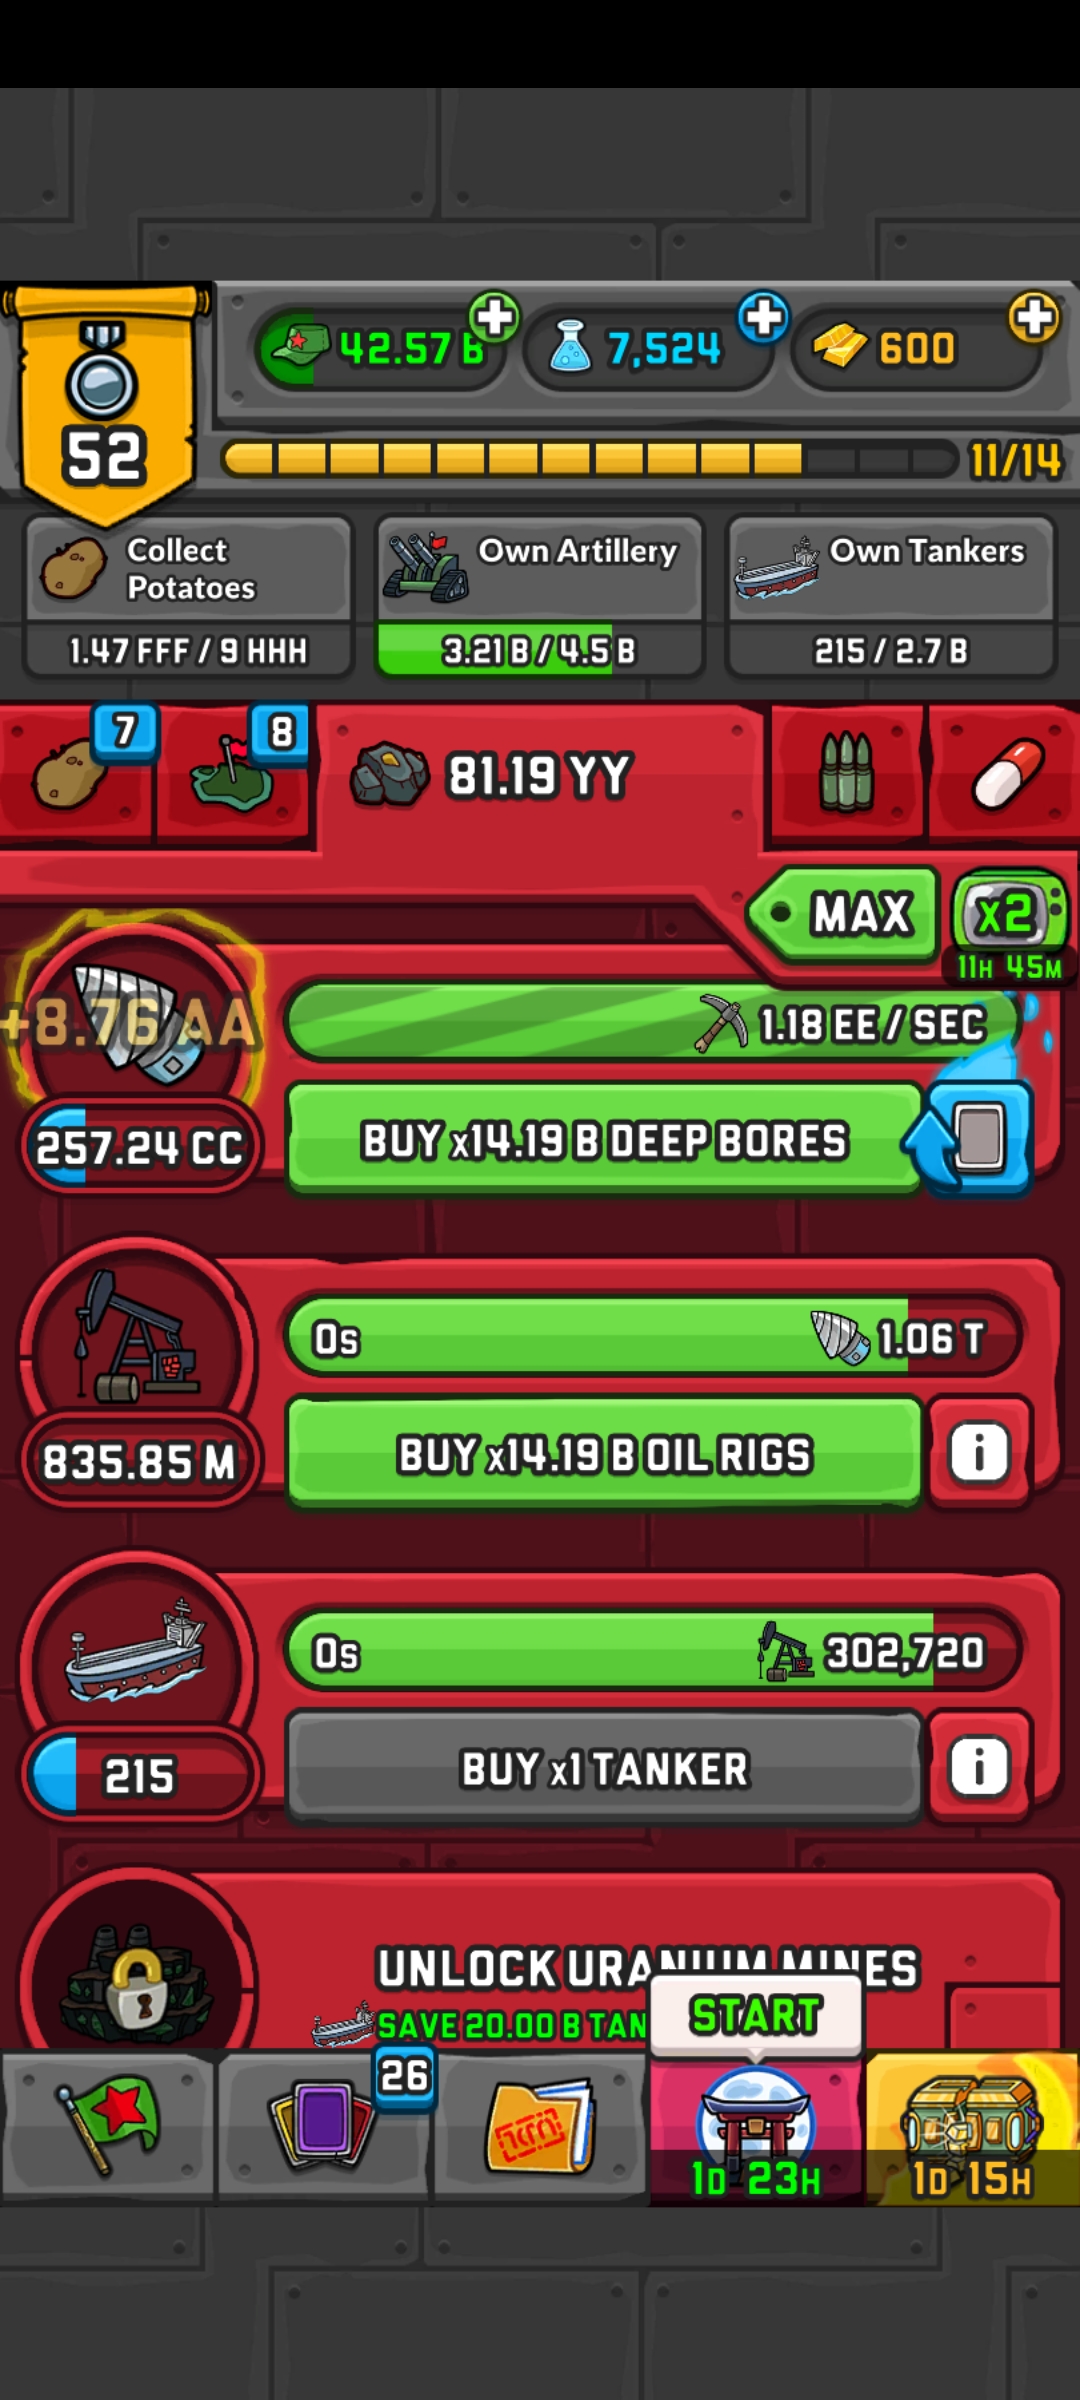 42.57 B
7,524
600
52
11/14
Collect
Potatoes
1.47 FFF / 9 HHH
Own Artillery
3.21 B / 4.5 B
Own Tankers
215 / 2.7 B
7
8
81.19 YY
MAX
x2
11H 45M
+8.76 AA
1.18 EE / SEC
257.24 CC
BUY x14.19 B DEEP BORES
0s
1.06 T
835.85 M
BUY x14.19 B OIL RIGS
i
0s
302,720
215
BUY x1 TANKER
i
UNLOCK URANIUM MINES
SAVE 20.00 B TAN
START
26
1D 23H
1D 15H